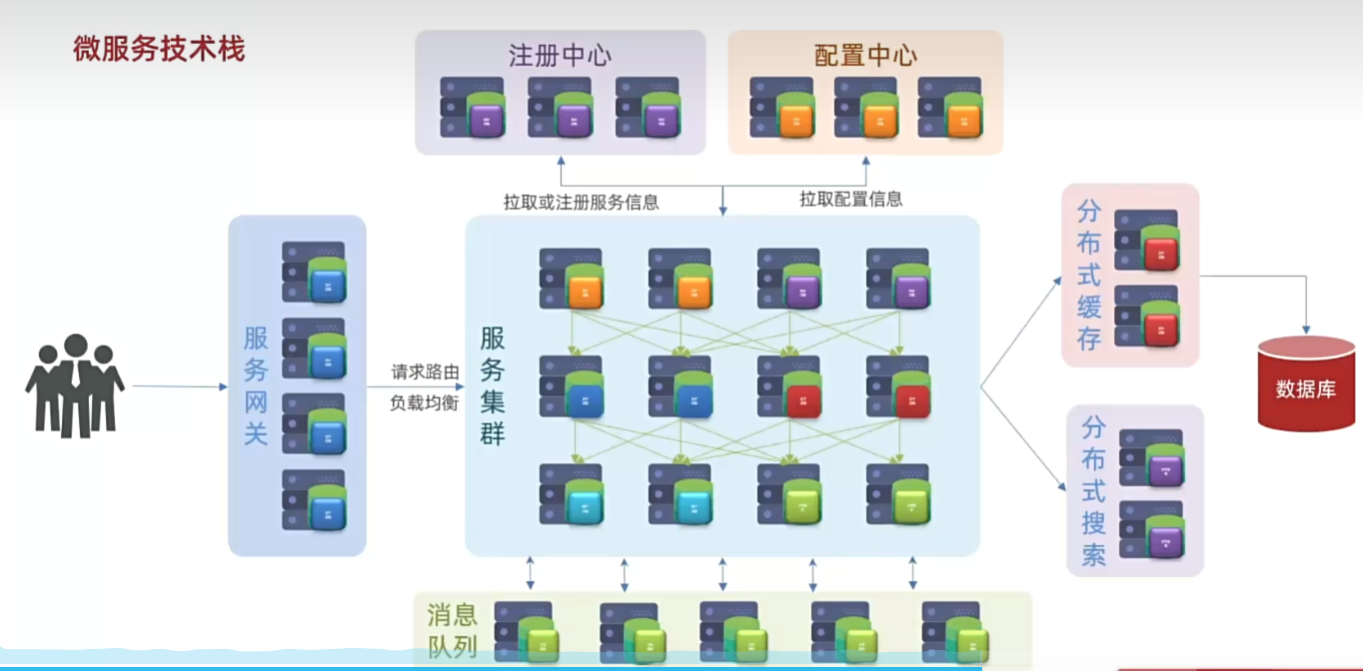 微服务技术栈
注册中心
配置中心
拉取或注册服务信息
拉取配置信息
服务网关
请求路由
负载均衡
服务集群
分布式缓存
数据库
分布式搜索
消息
队列